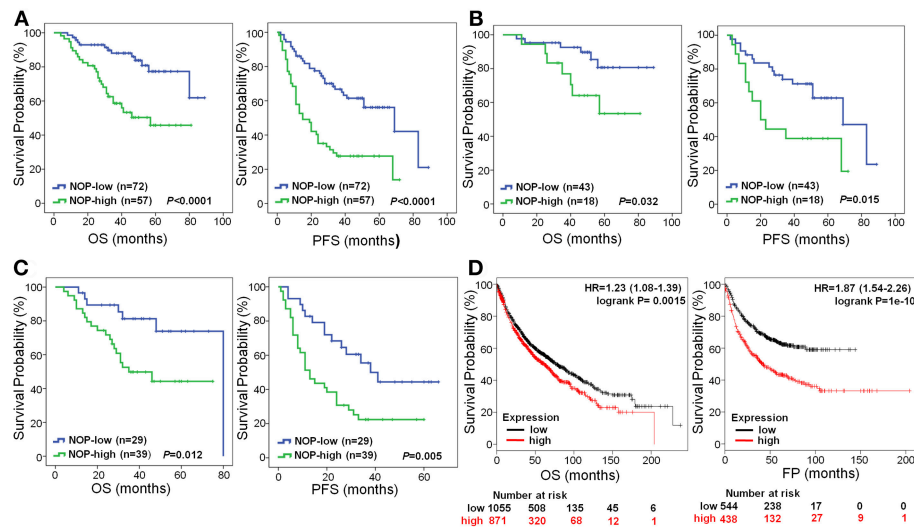 A
Survival Probability (%)
100
80
60
40
20
0
NOP-low (n=72)
NOP-high (n=57)
P<0.0001
0 20 40 60 80 100
OS (months)
Survival Probability (%)
100
80
60
40
20
0
NOP-low (n=72)
NOP-high (n=57)
P<0.0001
0 20 40 60 80 100
PFS (months)
B
Survival Probability (%)
100
80
60
40
20
0
NOP-low (n=43)
NOP-high (n=18)
P=0.032
0 20 40 60 80 100
OS (months)
Survival Probability (%)
100
80
60
40
20
0
NOP-low (n=43)
NOP-high (n=18)
P=0.015
0 20 40 60 80 100
PFS (months)
C
Survival Probability (%)
100
80
60
40
20
0
NOP-low (n=29)
NOP-high (n=39)
P=0.012
0 20 40 60 80
OS (months)
Survival Probability (%)
100
80
60
40
20
0
NOP-low (n=29)
NOP-high (n=39)
P=0.005
0 20 40 60
PFS (months)
D
Survival Probability (%)
100
80
60
40
20
0
HR=1.23 (1.08-1.39)
logrank P= 0.0015
Expression
low
high
0 50 100 150 200
OS (months)
Number at risk
low 1055 508 135 45 6
high 871 320 68 12 1
Survival Probability (%)
100
80
60
40
20
0
HR=1.87 (1.54-2.26)
logrank P=1e-10
Expression
low
high
0 50 100 150 200
FP (months)
Number at risk
low 544 238 17 0 0
high 438 132 27 9 1